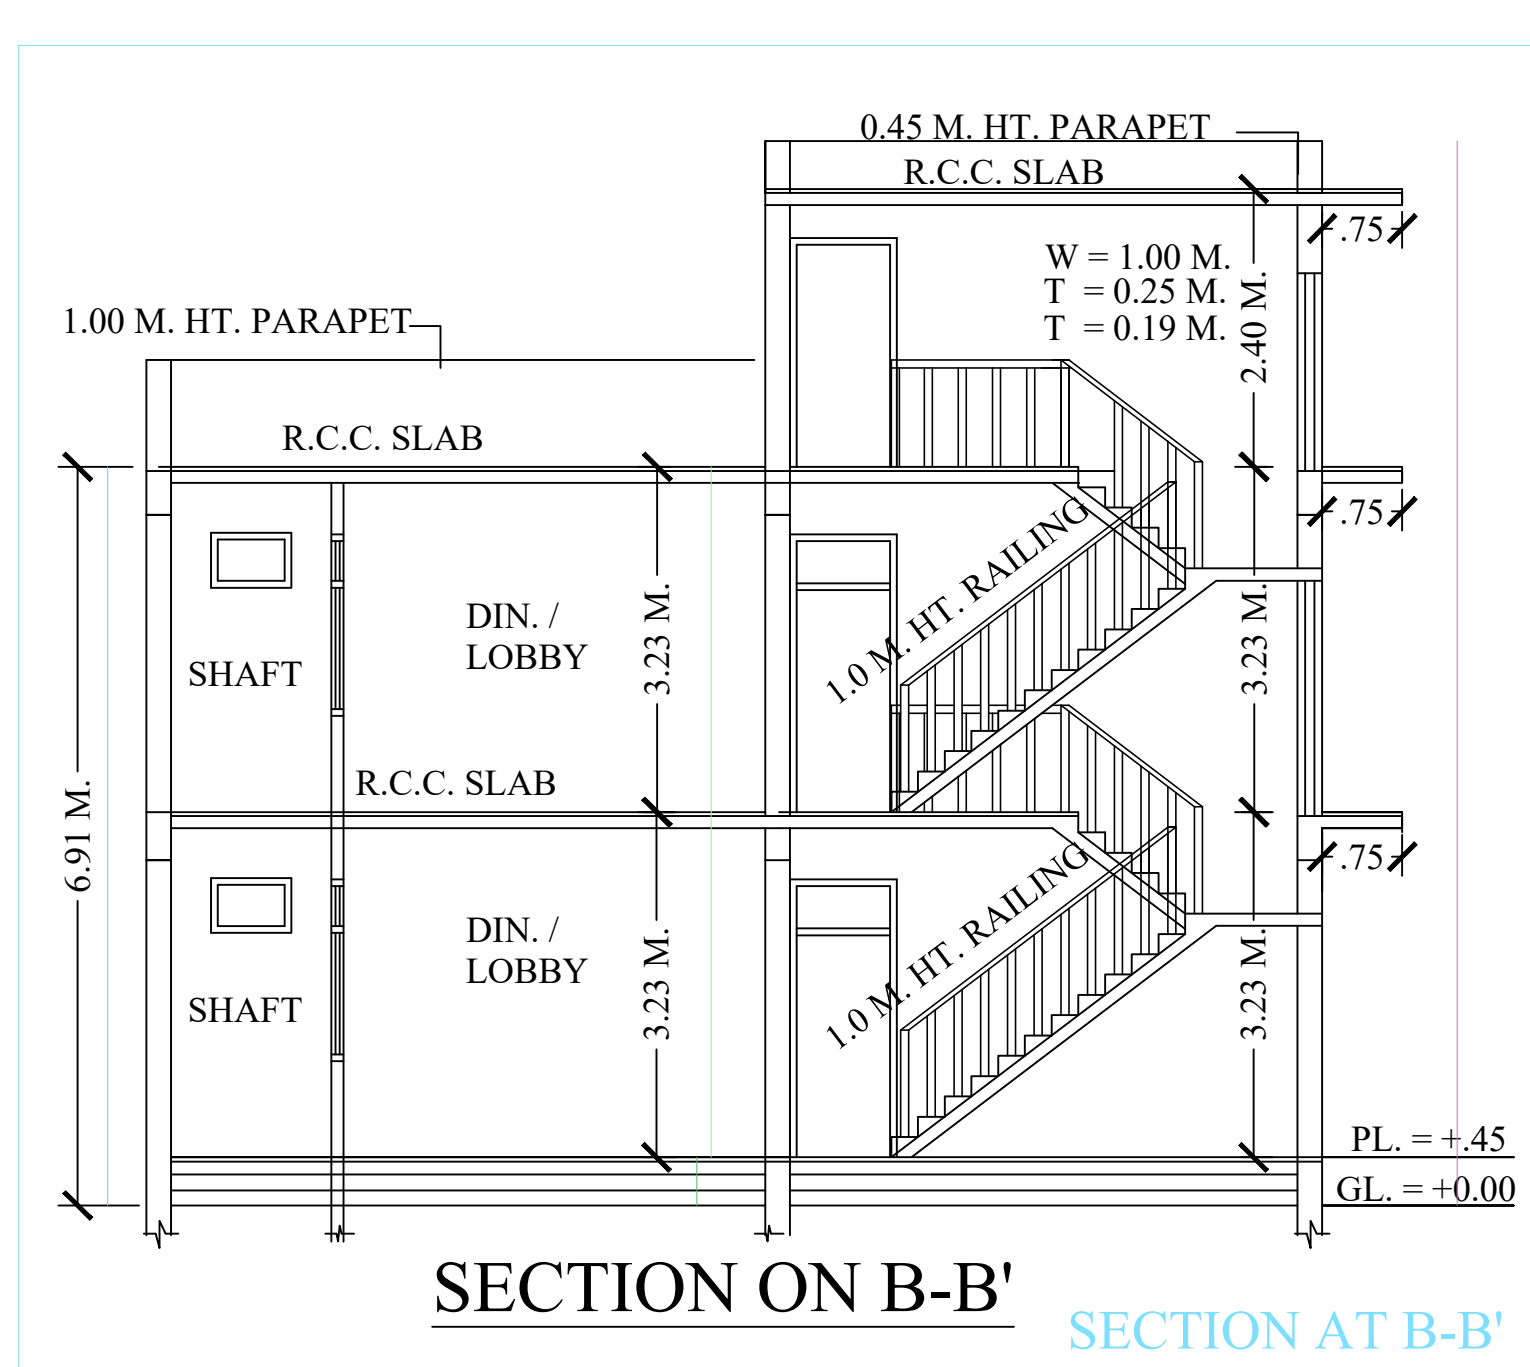 0.45 M. HT. PARAPET
R.C.C. SLAB
.75
W = 1.00 M.
T = 0.25 M.
T = 0.19 M.
2.40 M.
1.00 M. HT. PARAPET
R.C.C. SLAB
.75
1.0 M. HT. RAILING
DIN. /
LOBBY
3.23 M.
3.23 M.
SHAFT
R.C.C. SLAB
6.91 M.
.75
1.0 M. HT. RAILING
DIN. /
LOBBY
3.23 M.
3.23 M.
SHAFT
PL. = +.45
GL. = +0.00
SECTION ON B-B'
SECTION AT B-B'